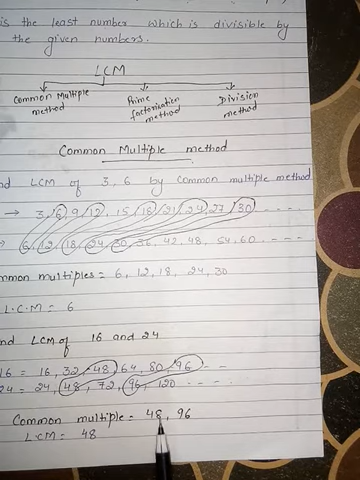 is the least number which is divisible by
the given numbers.
LCM
Common Multiple method
Prime factorization method
Division method
Common Multiple method
nd LCM of 3, 6 by Common multiple method
→ 3, 6, 9, 12, 15, 18, 21, 24, 27, 30 ----
→ 6, 12, 18, 24, 30, 36, 42, 48, 54, 60. ----
mmon multiples = 6, 12, 18, 24, 30
L.C.M = 6
nd LCM of 16 and 24
16 = 16, 32, 48, 64, 80, 96 ---
24 = 24, 48, 72, 96, 120 ---
Common multiple = 48, 96
LCM = 48